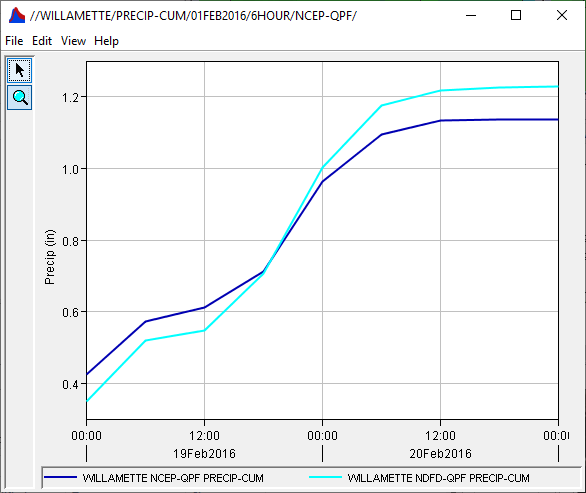 //WILLAMETTE/PRECIP-CUM/01FEB2016/6HOUR/NCEP-QPF/
File Edit View Help
1.2
1.0
0.8
0.6
0.4
Precip (in)
00:00 12:00 00:00 12:00 00:0
19Feb2016 20Feb2016
WILLAMETTE NCEP-QPF PRECIP-CUM WILLAMETTE NDFD-QPF PRECIP-CUM